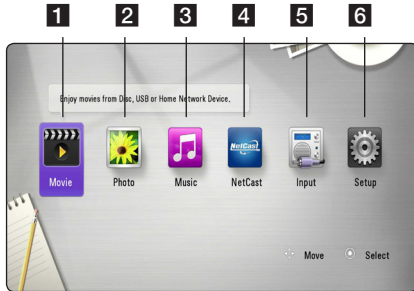 1 2 3 4 5 6
Enjoy movies from Disc, USB or Home Network Device.
NetCast
Movie Photo Music NetCast Input Setup
Move Select